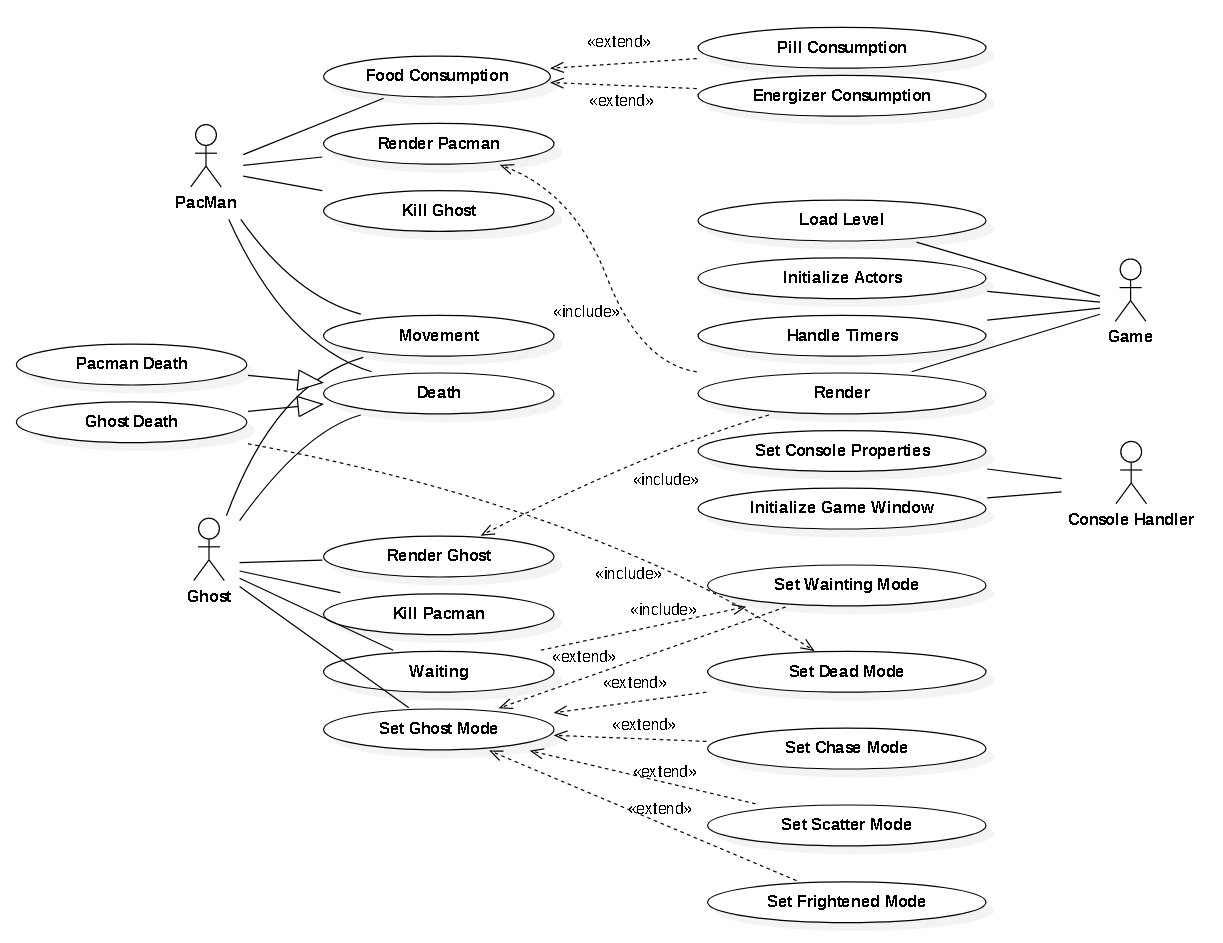 «extend»
Pill Consumption
Food Consumption
Energizer Consumption
«extend»
Render Pacman
PacMan
Kill Ghost
Load Level
Initialize Actors
«include»
Movement
Handle Timers
Game
Pacman Death
Death
Render
Ghost Death
Set Console Properties
«include»
Initialize Game Window
Console Handler
Render Ghost
«include»
Set Wainting Mode
Ghost
Kill Pacman
«include»
«extend»
Waiting
Set Dead Mode
«extend»
Set Ghost Mode
«extend»
Set Chase Mode
«extend»
«extend»
Set Scatter Mode
Set Frightened Mode